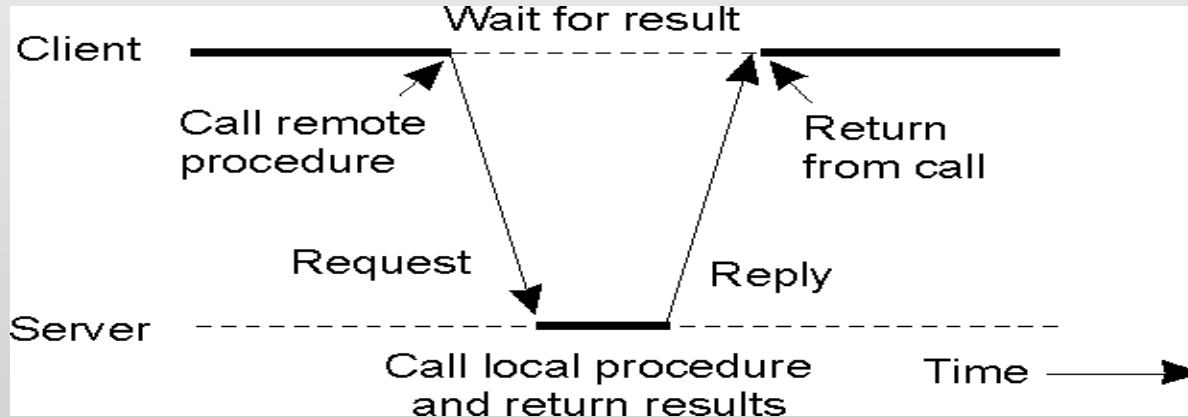 Wait for result
Client
Call remote
procedure
Return
from call
Request
Reply
Server
Call local procedure
and return results
Time